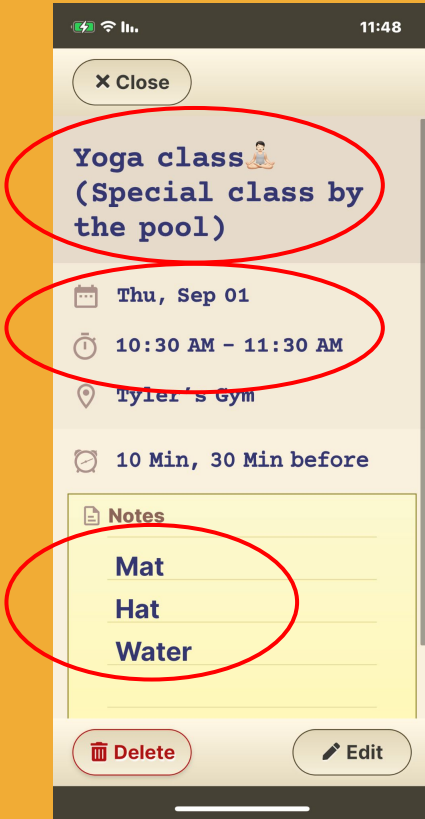 11:48
× Close
Yoga class🧘🏻
(Special class by
the pool)
Thu, Sep 01
10:30 AM – 11:30 AM
Tyler's Gym
10 Min, 30 Min before
Notes
Mat
Hat
Water
Delete
Edit